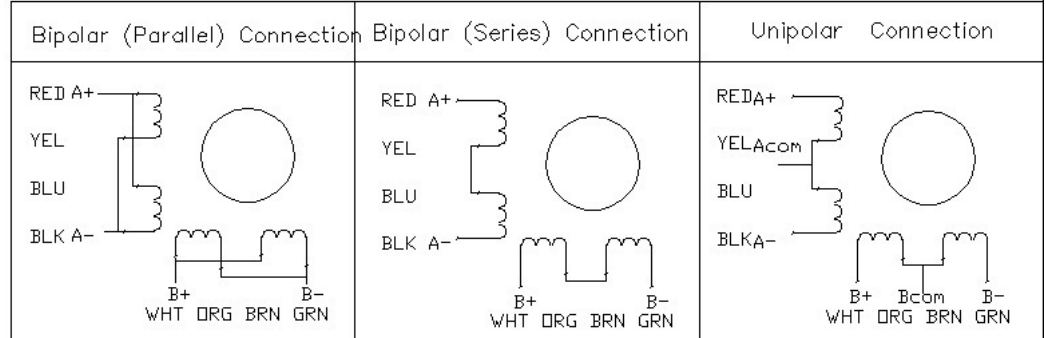 Bipolar (Parallel) Connection
RED A+
YEL
BLU
BLK A-
B+ B-
WHT ORG BRN GRN
Bipolar (Series) Connection
RED A+
YEL
BLU
BLK A-
B+ B-
WHT ORG BRN GRN
Unipolar Connection
REDA+
YELAcom
BLU
BLKA-
B+ Bcom B-
WHT ORG BRN GRN